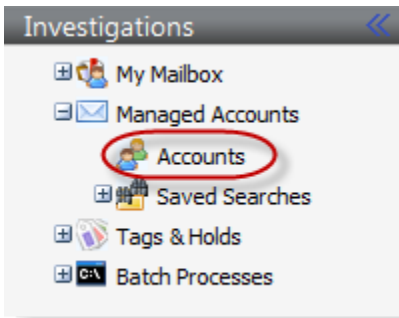 Investigations
My Mailbox
Managed Accounts
Accounts
Saved Searches
Tags & Holds
C:\ Batch Processes